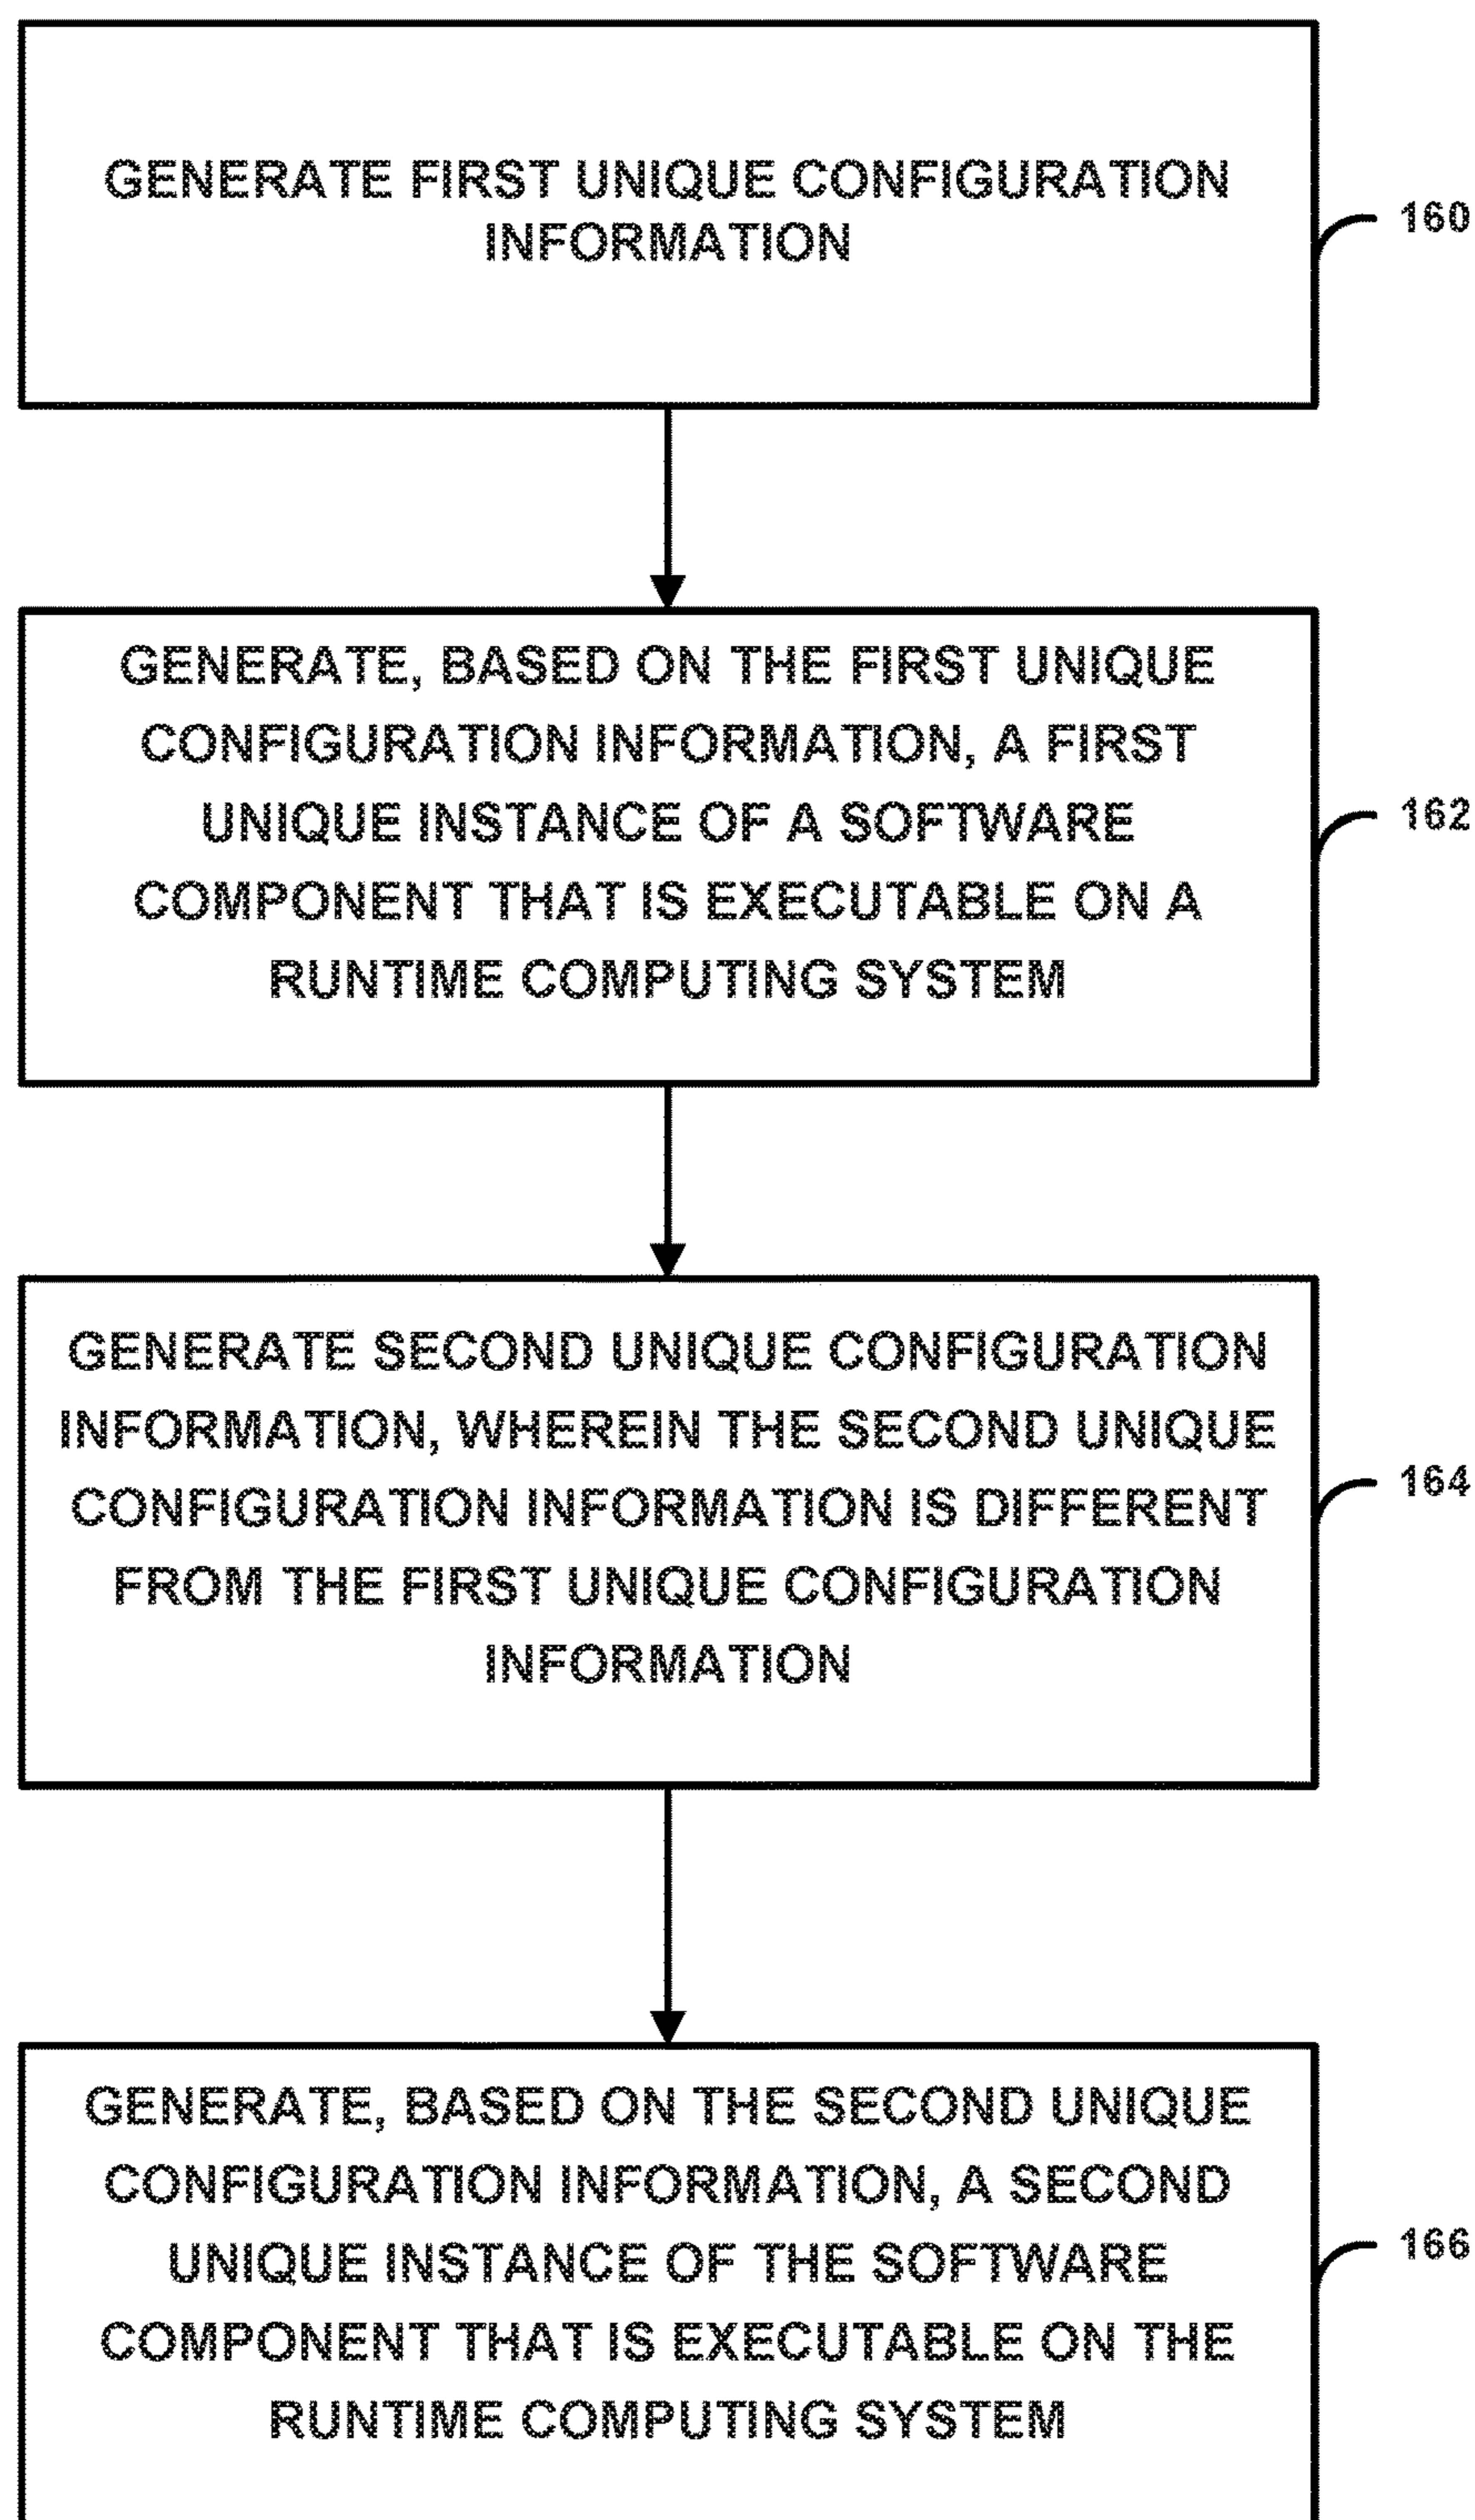 GENERATE FIRST UNIQUE CONFIGURATION
INFORMATION
160
GENERATE, BASED ON THE FIRST UNIQUE
CONFIGURATION INFORMATION, A FIRST
UNIQUE INSTANCE OF A SOFTWARE
COMPONENT THAT IS EXECUTABLE ON A
RUNTIME COMPUTING SYSTEM
162
GENERATE SECOND UNIQUE CONFIGURATION
INFORMATION, WHEREIN THE SECOND UNIQUE
CONFIGURATION INFORMATION IS DIFFERENT
FROM THE FIRST UNIQUE CONFIGURATION
INFORMATION
164
GENERATE, BASED ON THE SECOND UNIQUE
CONFIGURATION INFORMATION, A SECOND
UNIQUE INSTANCE OF THE SOFTWARE
COMPONENT THAT IS EXECUTABLE ON THE
RUNTIME COMPUTING SYSTEM
166